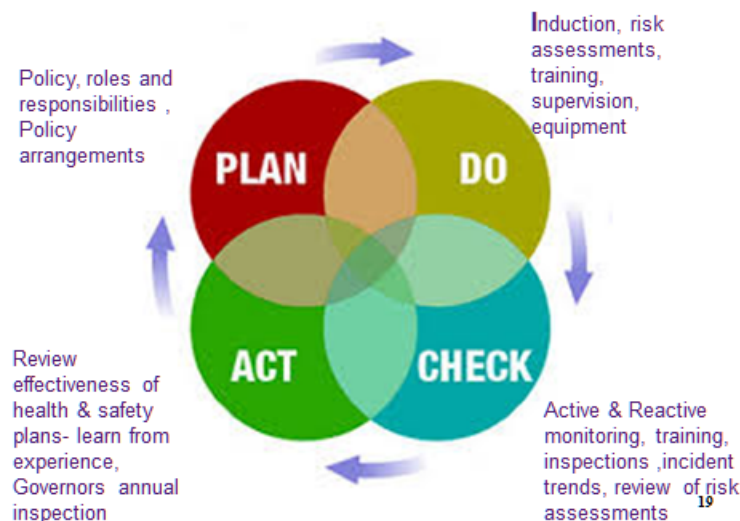 Policy, roles and
responsibilities ,
Policy
arrangements
Induction, risk
assessments,
training,
supervision,
equipment
PLAN
DO
ACT
CHECK
Review
effectiveness of
health & safety
plans- learn from
experience,
Governors annual
inspection
Active & Reactive
monitoring, training,
inspections ,incident
trends, review of risk
assessments
19